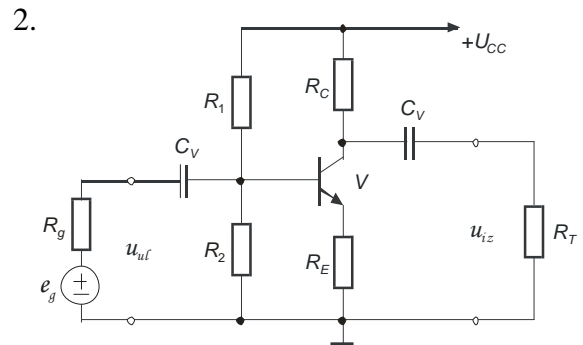 2.
+U_CC
R_C
R_1
C_V
C_V
V
R_g
u_ul
R_2
R_E
u_iz
R_T
e_g
+
−